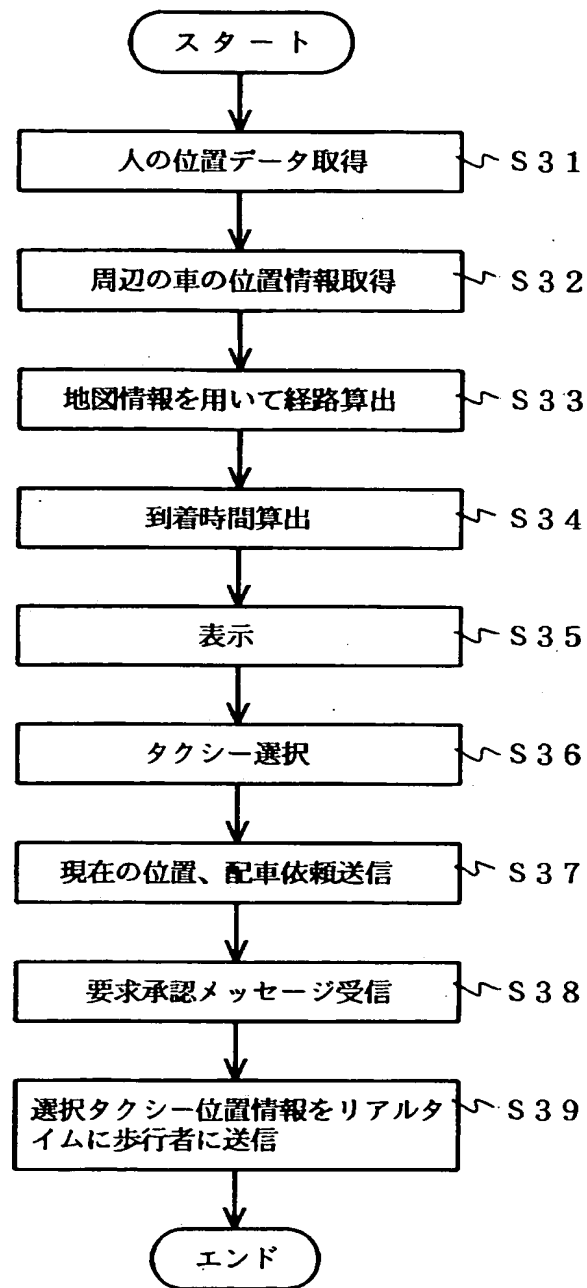 スタート
人の位置データ取得 S31
周辺の車の位置情報取得 S32
地図情報を用いて経路算出 S33
到着時間算出 S34
表示 S35
タクシー選択 S36
現在の位置、配車依頼送信 S37
要求承認メッセージ受信 S38
選択タクシー位置情報をリアルタ S39
イムに歩行者に送信
エンド